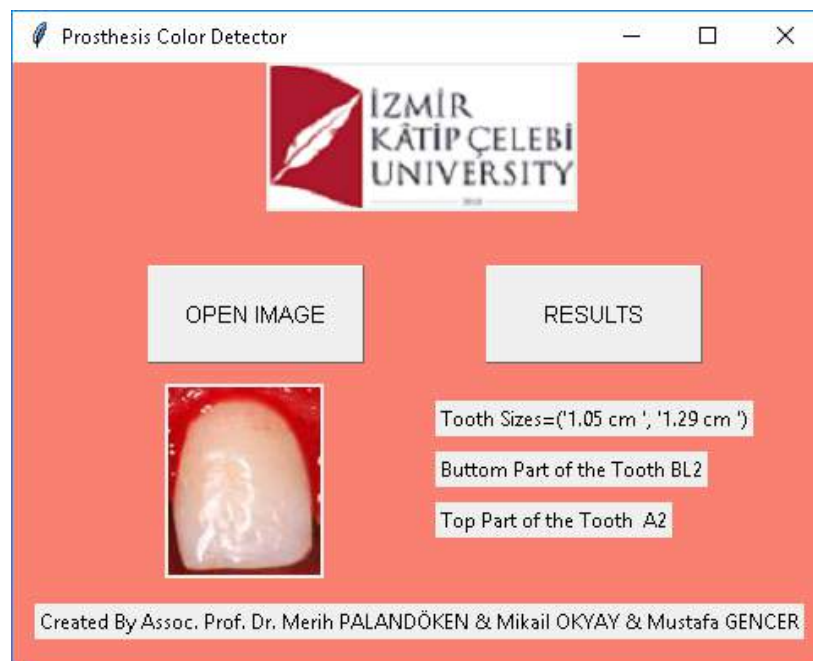 Prosthesis Color Detector
İZMİR
KÂTİP ÇELEBİ
UNIVERSITY
OPEN IMAGE
RESULTS
Tooth Sizes=('1.05 cm ', '1.29 cm ')
Buttom Part of the Tooth BL2
Top Part of the Tooth  A2
Created By Assoc. Prof. Dr. Merih PALANDÖKEN & Mikail OKYAY & Mustafa GENCER